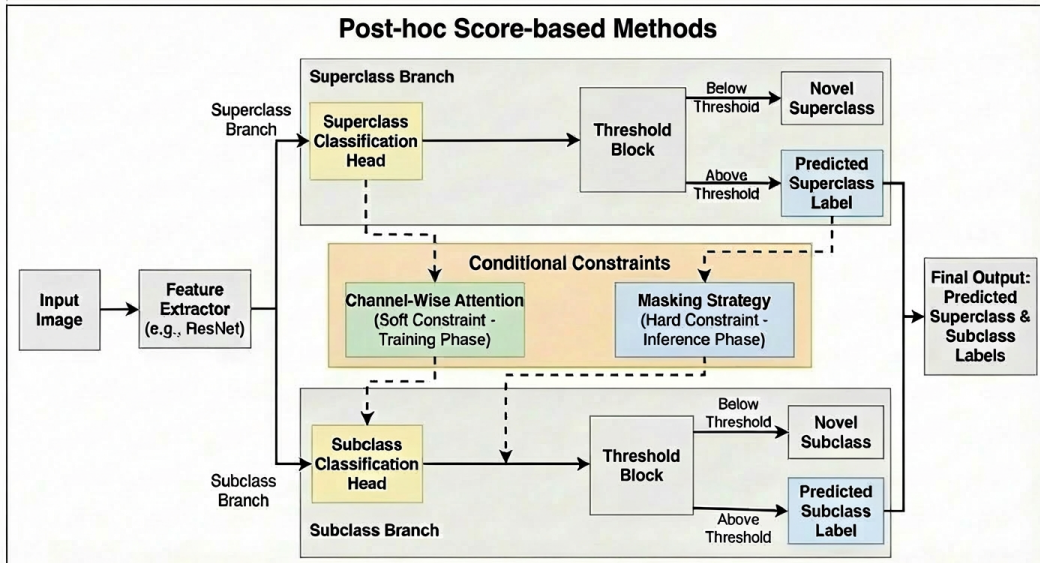 Post-hoc Score-based Methods
Superclass Branch
Superclass
Branch
Superclass
Classification
Head
Threshold
Block
Below
Threshold
Novel
Superclass
Above
Threshold
Predicted
Superclass
Label
Conditional Constraints
Channel-Wise Attention
(Soft Constraint -
Training Phase)
Masking Strategy
(Hard Constraint -
Inference Phase)
Input
Image
Feature
Extractor
(e.g., ResNet)
Final Output:
Predicted
Superclass &
Subclass
Labels
Subclass
Branch
Subclass
Classification
Head
Threshold
Block
Below
Threshold
Novel
Subclass
Above
Threshold
Predicted
Subclass
Label
Subclass Branch